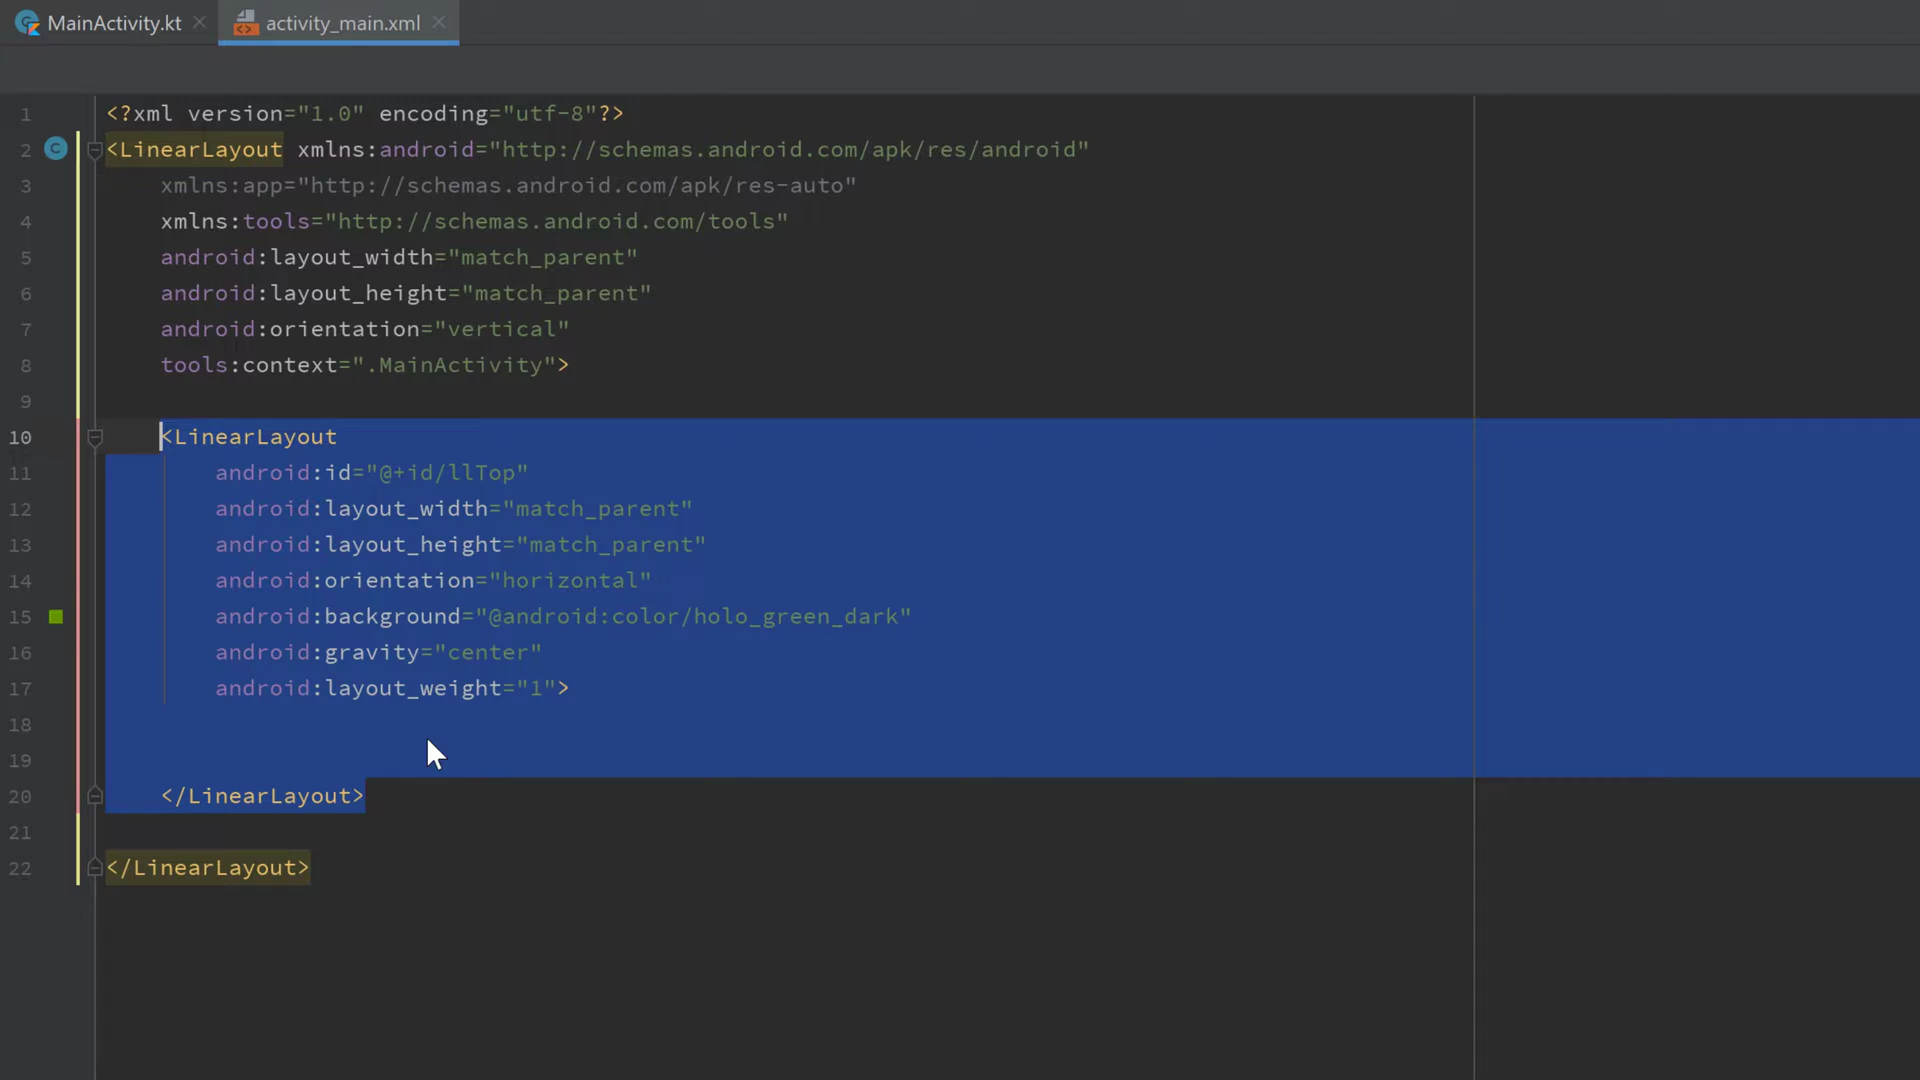 MainActivity.kt
activity_main.xml
1 <?xml version="1.0" encoding="utf-8"?>
2 <LinearLayout xmlns:android="http://schemas.android.com/apk/res/android"
3 xmlns:app="http://schemas.android.com/apk/res-auto"
4 xmlns:tools="http://schemas.android.com/tools"
5 android:layout_width="match_parent"
6 android:layout_height="match_parent"
7 android:orientation="vertical"
8 tools:context=".MainActivity">
9
10 <LinearLayout
11 android:id="@+id/llTop"
12 android:layout_width="match_parent"
13 android:layout_height="match_parent"
14 android:orientation="horizontal"
15 android:background="@android:color/holo_green_dark"
16 android:gravity="center"
17 android:layout_weight="1">
18
19
20 </LinearLayout>
21
22 </LinearLayout>